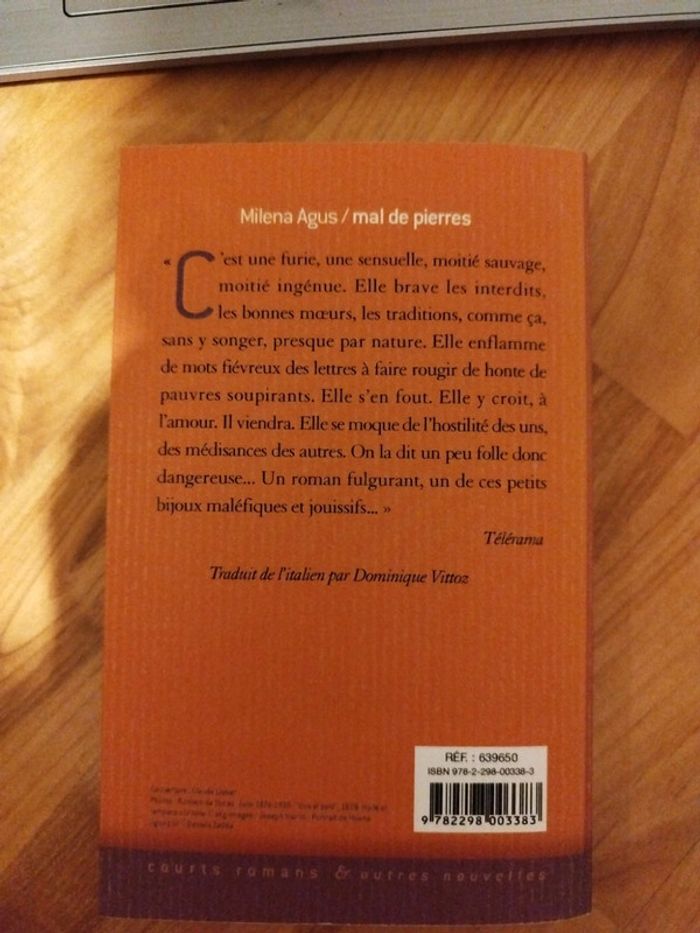 Milena Agus / mal de pierres
« C'est une furie, une sensuelle, moitié sauvage,
moitié ingénue. Elle brave les interdits,
les bonnes mœurs, les traditions, comme ça,
sans y songer, presque par nature. Elle enflamme
de mots fiévreux des lettres à faire rougir de honte de
pauvres soupirants. Elle s'en fout. Elle y croit, à
l'amour. Il viendra. Elle se moque de l'hostilité des uns,
des médisances des autres. On la dit un peu folle donc
dangereuse... Un roman fulgurant, un de ces petits
bijoux maléfiques et jouissifs... »
Télérama
Traduit de l'italien par Dominique Vittoz
RÉF. : 639650
ISBN 978-2-298-00338-3
9 782298 003383
courts romans & autres nouvelles